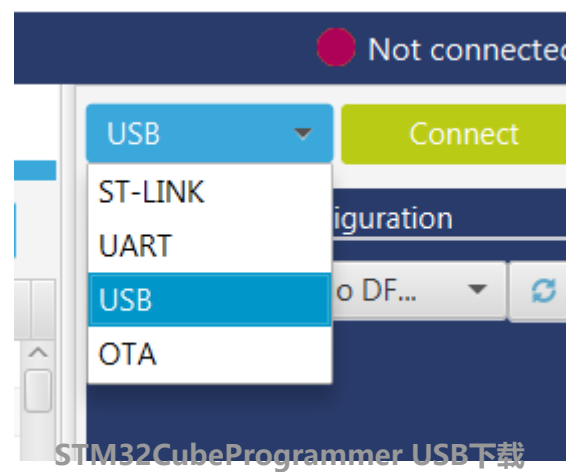 Not connected
USB
Connect
ST-LINK
iguration
UART
USB
o DF...
OTA
STM32CubeProgrammer USB下载